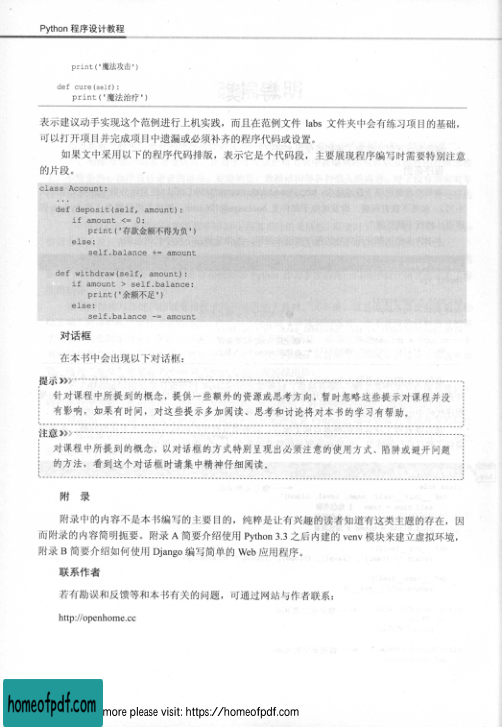 Python 程序设计教程
print('魔法攻击')
def cure(self):
print('魔法治疗')
表示建议动手实现这个范例进行上机实践，而且在范例文件 labs 文件夹中会有练习项目的基础，
可以打开项目并完成项目中遗漏或必须补齐的程序代码或设置。
如果文中采用以下的程序代码排版，表示它是个代码段，主要展现程序编写时需要特别注意
的片段。
class Account:
...
def deposit(self, amount):
if amount <= 0:
print('存款金额不得为负')
else:
self.balance += amount
def withdraw(self, amount):
if amount > self.balance:
print('余额不足')
else:
self.balance -= amount
对话框
在本书中会出现以下对话框：
提示 >>>
针对课程中所提到的概念，提供一些额外的资源或思考方向，暂时忽略这些提示对课程并没
有影响，如果有时间，对这些提示多加阅读、思考和讨论将对本书的学习有帮助。
注意 >>>
对课程中所提到的概念，以对话框的方式特别呈现出必须注意的使用方式、陷阱或避开问题
的方法，看到这个对话框时请集中精神仔细阅读。
附 录
附录中的内容不是本书编写的主要目的，纯粹是让有兴趣的读者知道有这类主题的存在，因
而附录的内容简明扼要。附录 A 简要介绍使用 Python 3.3 之后内建的 venv 模块来建立虚拟环境，
附录 B 简要介绍如何使用 Django 编写简单的 Web 应用程序。
联系作者
若有勘误和反馈等和本书有关的问题，可通过网站与作者联系：
http://openhome.cc
homeofpdf.com
more please visit: https://homeofpdf.com